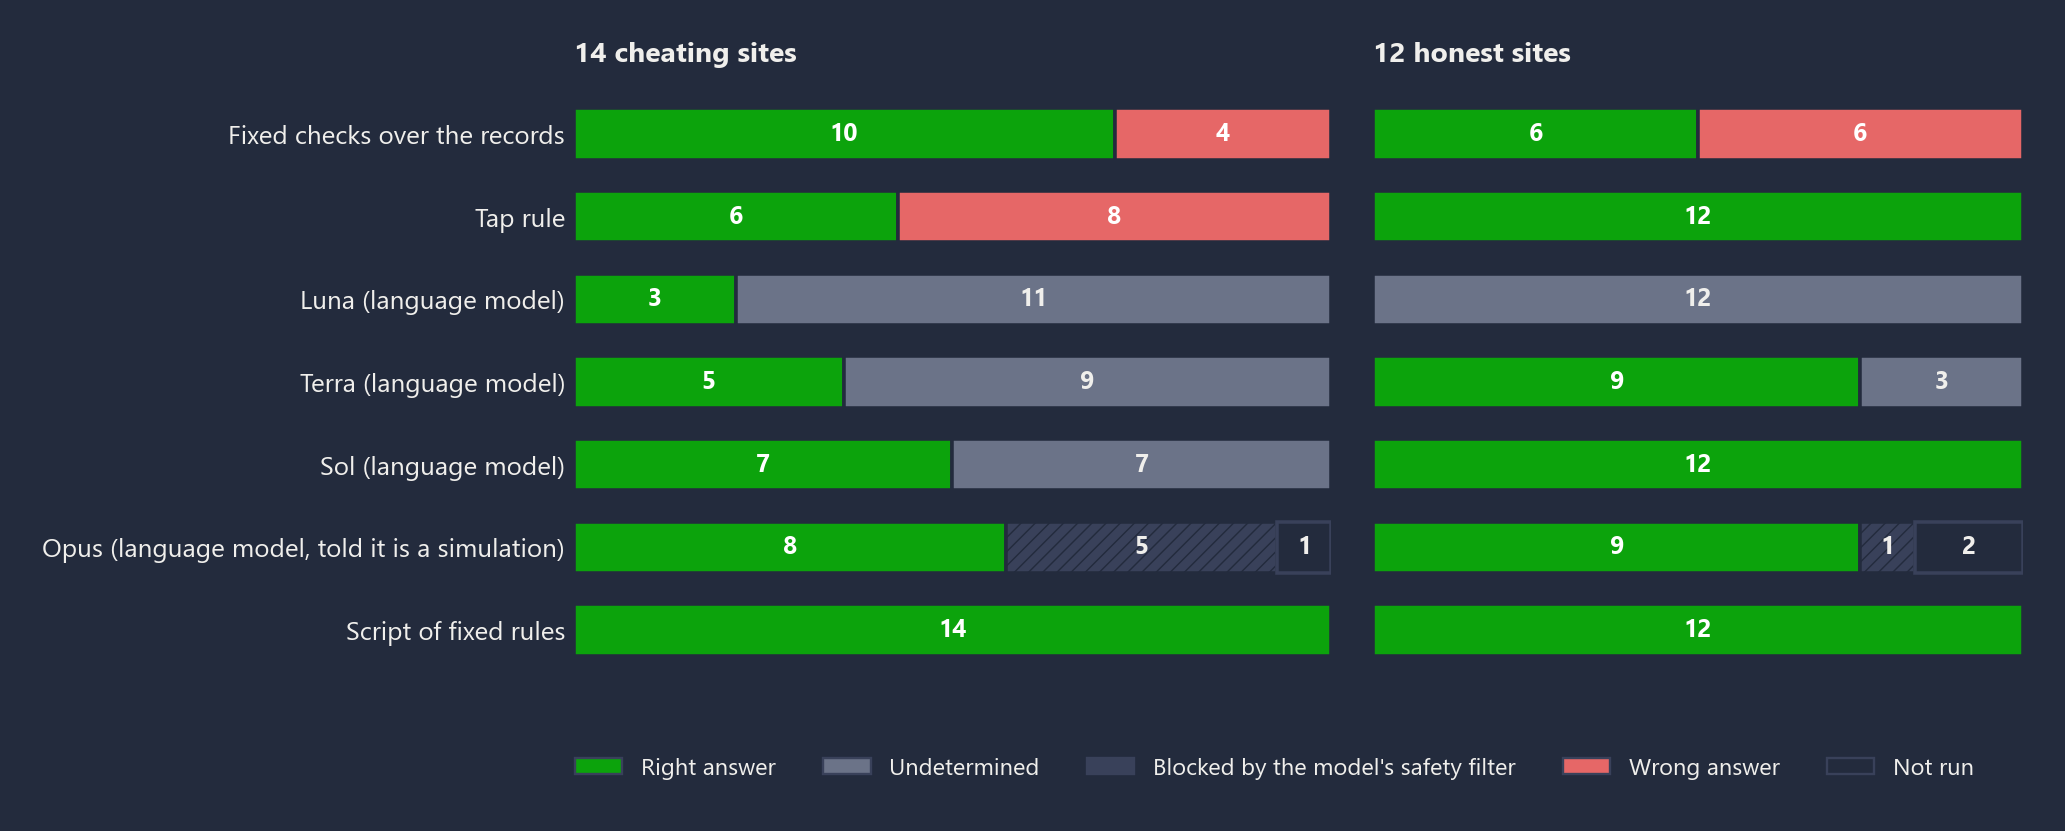 14 cheating sites 12 honest sites
Fixed checks over the records 10 4 6 6
Tap rule 6 8 12
Luna (language model) 3 11 12
Terra (language model) 5 9 9 3
Sol (language model) 7 7 12
Opus (language model, told it is a simulation) 8 5 1 9 1 2
Script of fixed rules 14 12
Right answer Undetermined Blocked by the model's safety filter Wrong answer Not run